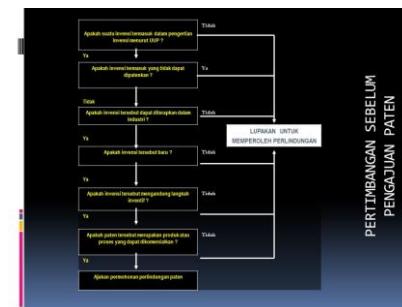 Apakah suatu invensi termasuk dalam pengertian
invensi menurut UUP ?
Tidak
Ya
Apakah invensi termasuk yang tidak dapat
dipatenkan ?
Ya
Tidak
Apakah invensi tersebut dapat diterapkan dalam
industri ?
Tidak
Ya
LUPAKAN UNTUK
MEMPEROLEH PERLINDUNGAN
Apakah invensi tersebut baru ?
Tidak
Ya
Apakah invensi tersebut mengandung langkah
inventif ?
Tidak
Ya
Apakah paten tersebut merupakan produk atau
proses yang dapat dikomersialkan ?
Tidak
Ya
Ajukan permohonan perlindungan paten
PERTIMBANGAN SEBELUM
PENGAJUAN PATEN